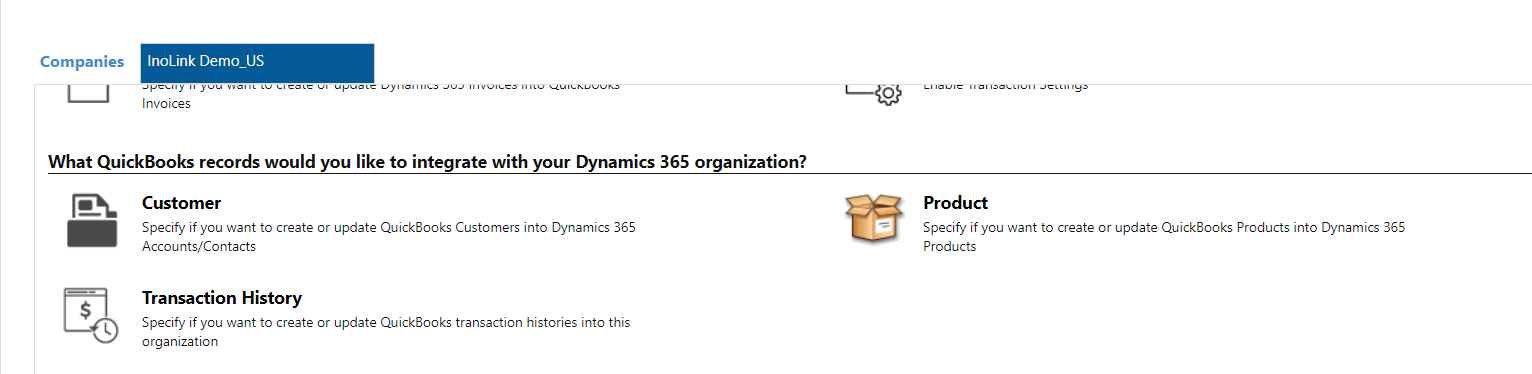 Companies
InoLink Demo_US
Specify if you want to create or update Dynamics 365 Invoices into QuickBooks
Invoices
Enable Transaction Settings
What QuickBooks records would you like to integrate with your Dynamics 365 organization?
Customer
Specify if you want to create or update QuickBooks Customers into Dynamics 365
Accounts/Contacts
Product
Specify if you want to create or update QuickBooks Products into Dynamics 365
Products
$
Transaction History
Specify if you want to create or update QuickBooks transaction histories into this
organization